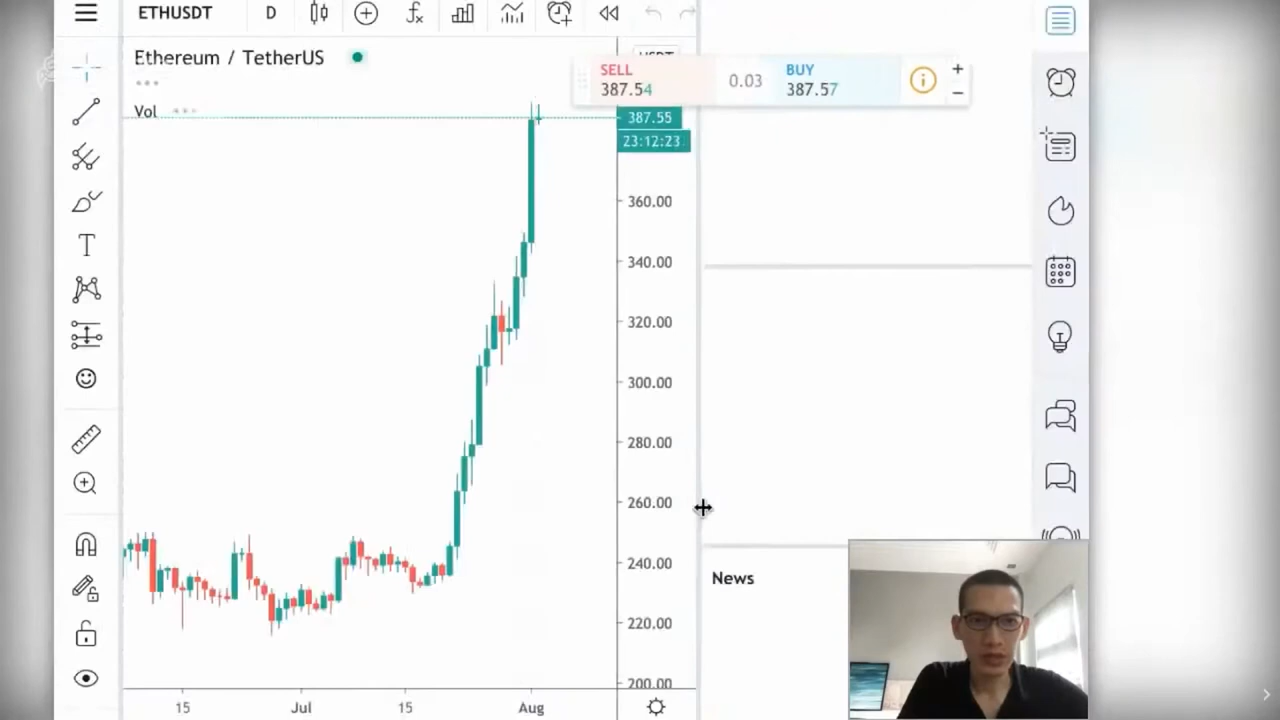 ETHUSDT D
Ethereum / TetherUS
Vol
USDT
SELL
387.54
0.03
BUY
387.57
387.55
23:12:23
360.00
340.00
320.00
300.00
280.00
260.00
240.00
220.00
200.00
15 Jul 15 Aug
News